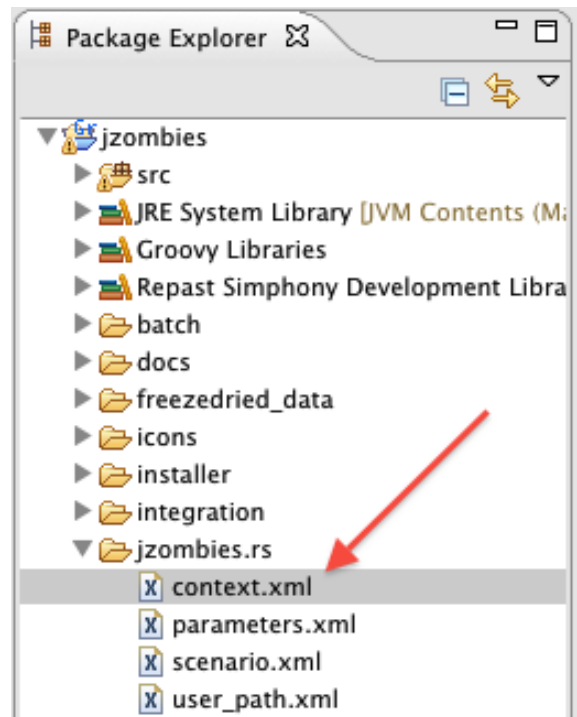 Package Explorer
jzombies
src
JRE System Library [JVM Contents (Ma
Groovy Libraries
Repast Simphony Development Libra
batch
docs
freezedried_data
icons
installer
integration
jzombies.rs
X context.xml
X parameters.xml
X scenario.xml
X user_path.xml